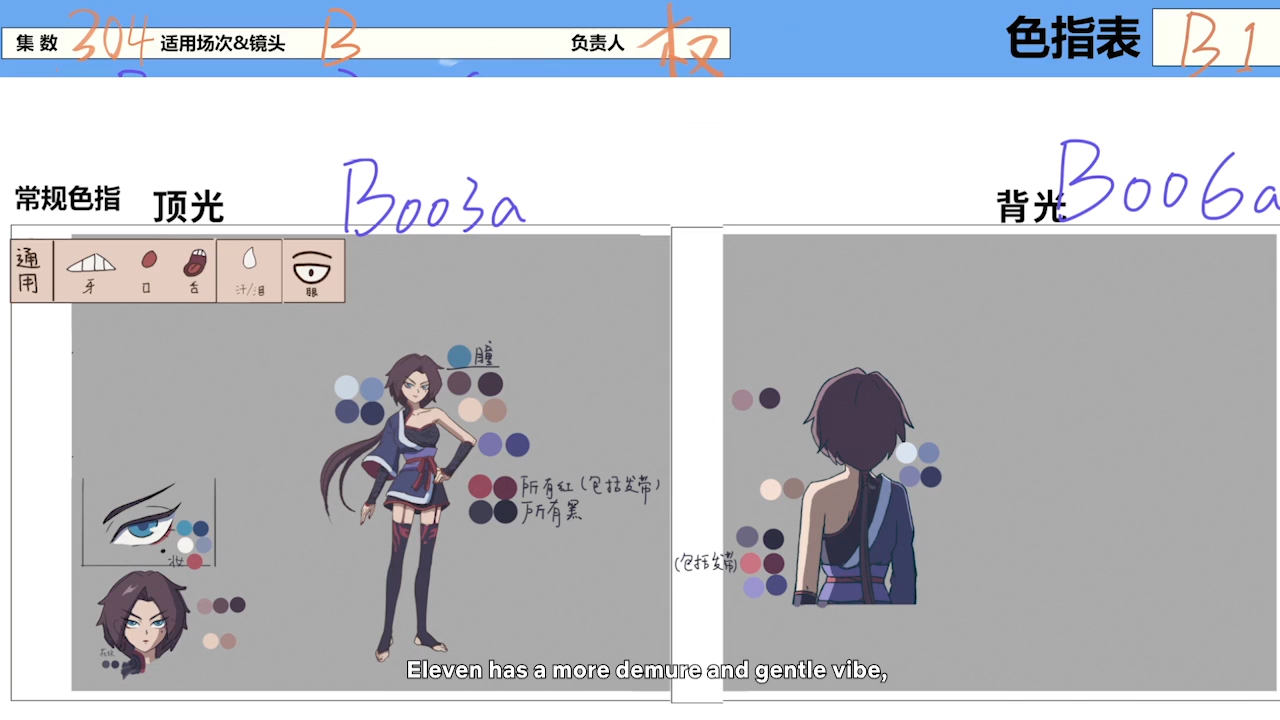 集数 304 适用场次&镜头 B 负责人 权 色指表 B1
常规色指 顶光 B003a 背光 B006a
通用 牙 口 舌 汗/泪 眼
瞳
所有红(包括发带)
所有黑
妆
(包括发带)
Eleven has a more demure and gentle vibe,